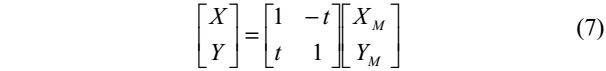 [X Y] = [1 -t t 1] [X_M Y_M] (7)